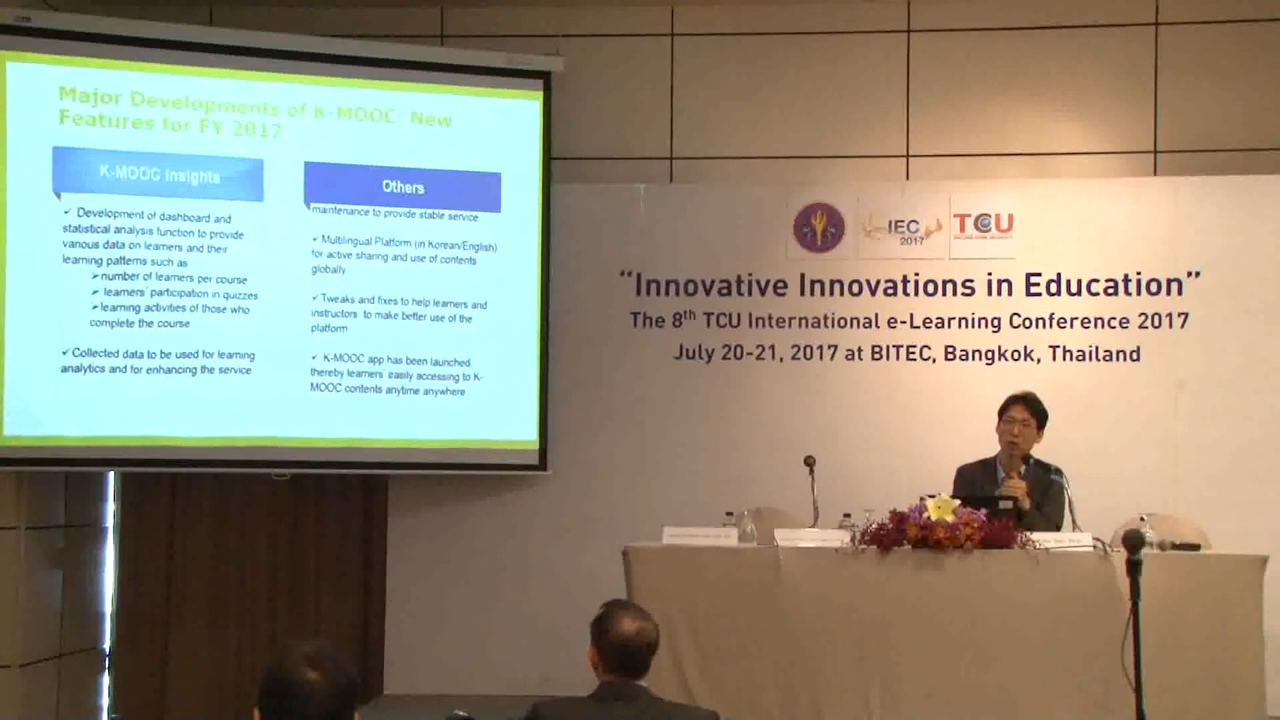 Major Developments of K-MOOC: New
Features for FY 2017
K-MOOC Insights
✓ Development of dashboard and
statistical analysis function to provide
various data on learners and their
learning patterns such as
➢number of learners per course
➢ learners' participation in quizzes
➢learning activities of those who
complete the course
✓Collected data to be used for learning
analytics and for enhancing the service
Others
maintenance to provide stable service
✓ Multilingual Platform (in Korean/English)
for active sharing and use of contents
globally
✓Tweaks and fixes to help learners and
instructors to make better use of the
platform
✓ K-MOOC app has been launched,
thereby learners easily accessing to K-
MOOC contents anytime anywhere
IEC
2017
TCU
“Innovative Innovations in Education”
The 8th TCU International e-Learning Conference 2017
July 20-21, 2017 at BITEC, Bangkok, Thailand